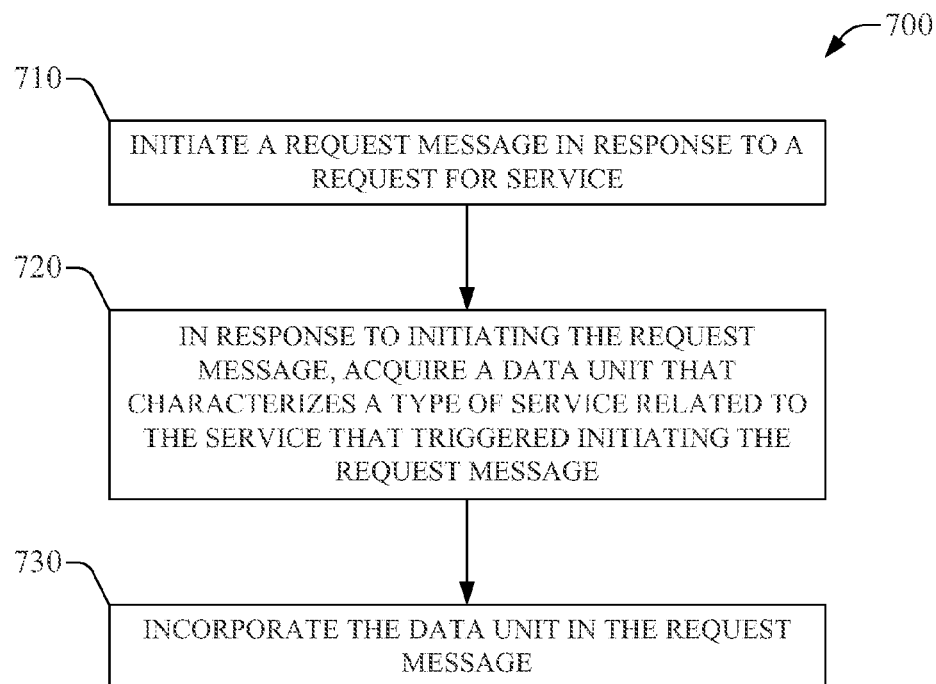 700
710
INITIATE A REQUEST MESSAGE IN RESPONSE TO A
REQUEST FOR SERVICE
720
IN RESPONSE TO INITIATING THE REQUEST
MESSAGE, ACQUIRE A DATA UNIT THAT
CHARACTERIZES A TYPE OF SERVICE RELATED TO
THE SERVICE THAT TRIGGERED INITIATING THE
REQUEST MESSAGE
730
INCORPORATE THE DATA UNIT IN THE REQUEST
MESSAGE